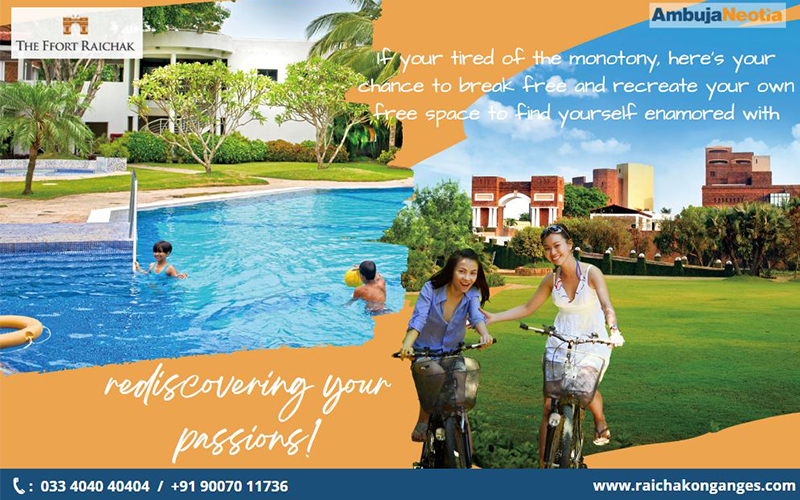 THE FFORT RAICHAK
AmbujaNeotia
If your tired of the monotony, here's your
chance to break free and recreate your own
free space to find yourself enamored with
rediscovering your
passions!
: 033 4040 40404 / +91 90070 11736
www.raichakonganges.com